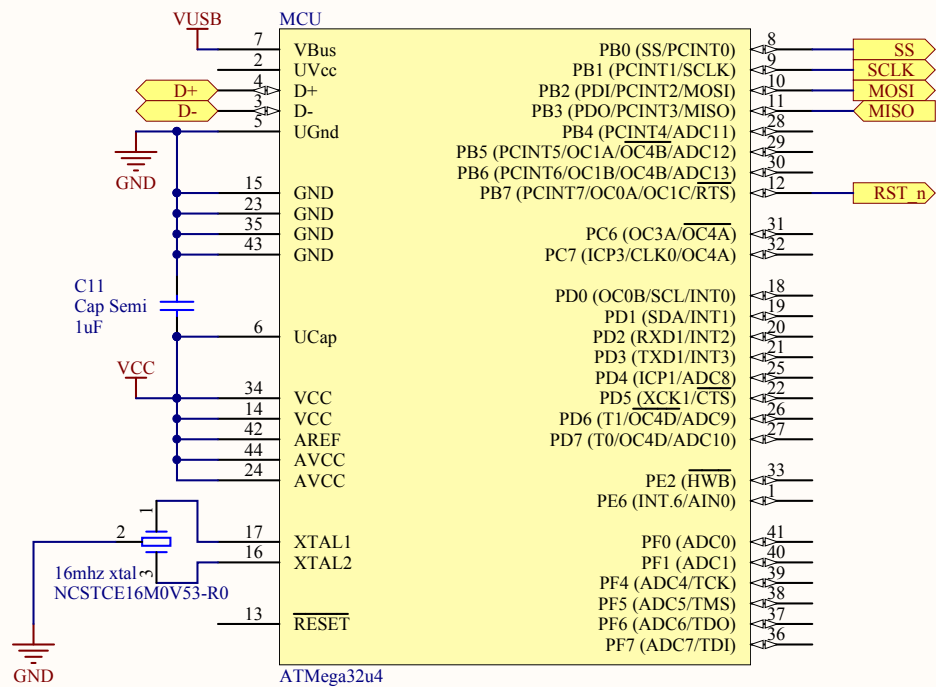 MCU
VUSB
7 VBus
2 UVcc
D+ 4 D+
D- 3 D-
5 UGnd
GND
15 GND
23 GND
35 GND
43 GND
C11
Cap Semi
1uF
6 UCap
VCC
34 VCC
14 VCC
42 AREF
44 AVCC
24 AVCC
1
2
3
17 XTAL1
16 XTAL2
16mhz xtal
NCSTCE16M0V53-R0
13 RESET
GND
ATMega32u4
PB0 (SS/PCINT0) 8 SS
PB1 (PCINT1/SCLK) 9 SCLK
PB2 (PDI/PCINT2/MOSI) 10 MOSI
PB3 (PDO/PCINT3/MISO) 11 MISO
PB4 (PCINT4/ADC11) 28
PB5 (PCINT5/OC1A/OC4B/ADC12) 29
PB6 (PCINT6/OC1B/OC4B/ADC13) 30
PB7 (PCINT7/OC0A/OC1C/RTS) 12 RST_n
PC6 (OC3A/OC4A) 31
PC7 (ICP3/CLK0/OC4A) 32
PD0 (OC0B/SCL/INT0) 18
PD1 (SDA/INT1) 19
PD2 (RXD1/INT2) 20
PD3 (TXD1/INT3) 21
PD4 (ICP1/ADC8) 25
PD5 (XCK1/CTS) 22
PD6 (T1/OC4D/ADC9) 26
PD7 (T0/OC4D/ADC10) 27
PE2 (HWB) 33
PE6 (INT.6/AIN0) 1
PF0 (ADC0) 41
PF1 (ADC1) 40
PF4 (ADC4/TCK) 39
PF5 (ADC5/TMS) 38
PF6 (ADC6/TDO) 37
PF7 (ADC7/TDI) 36